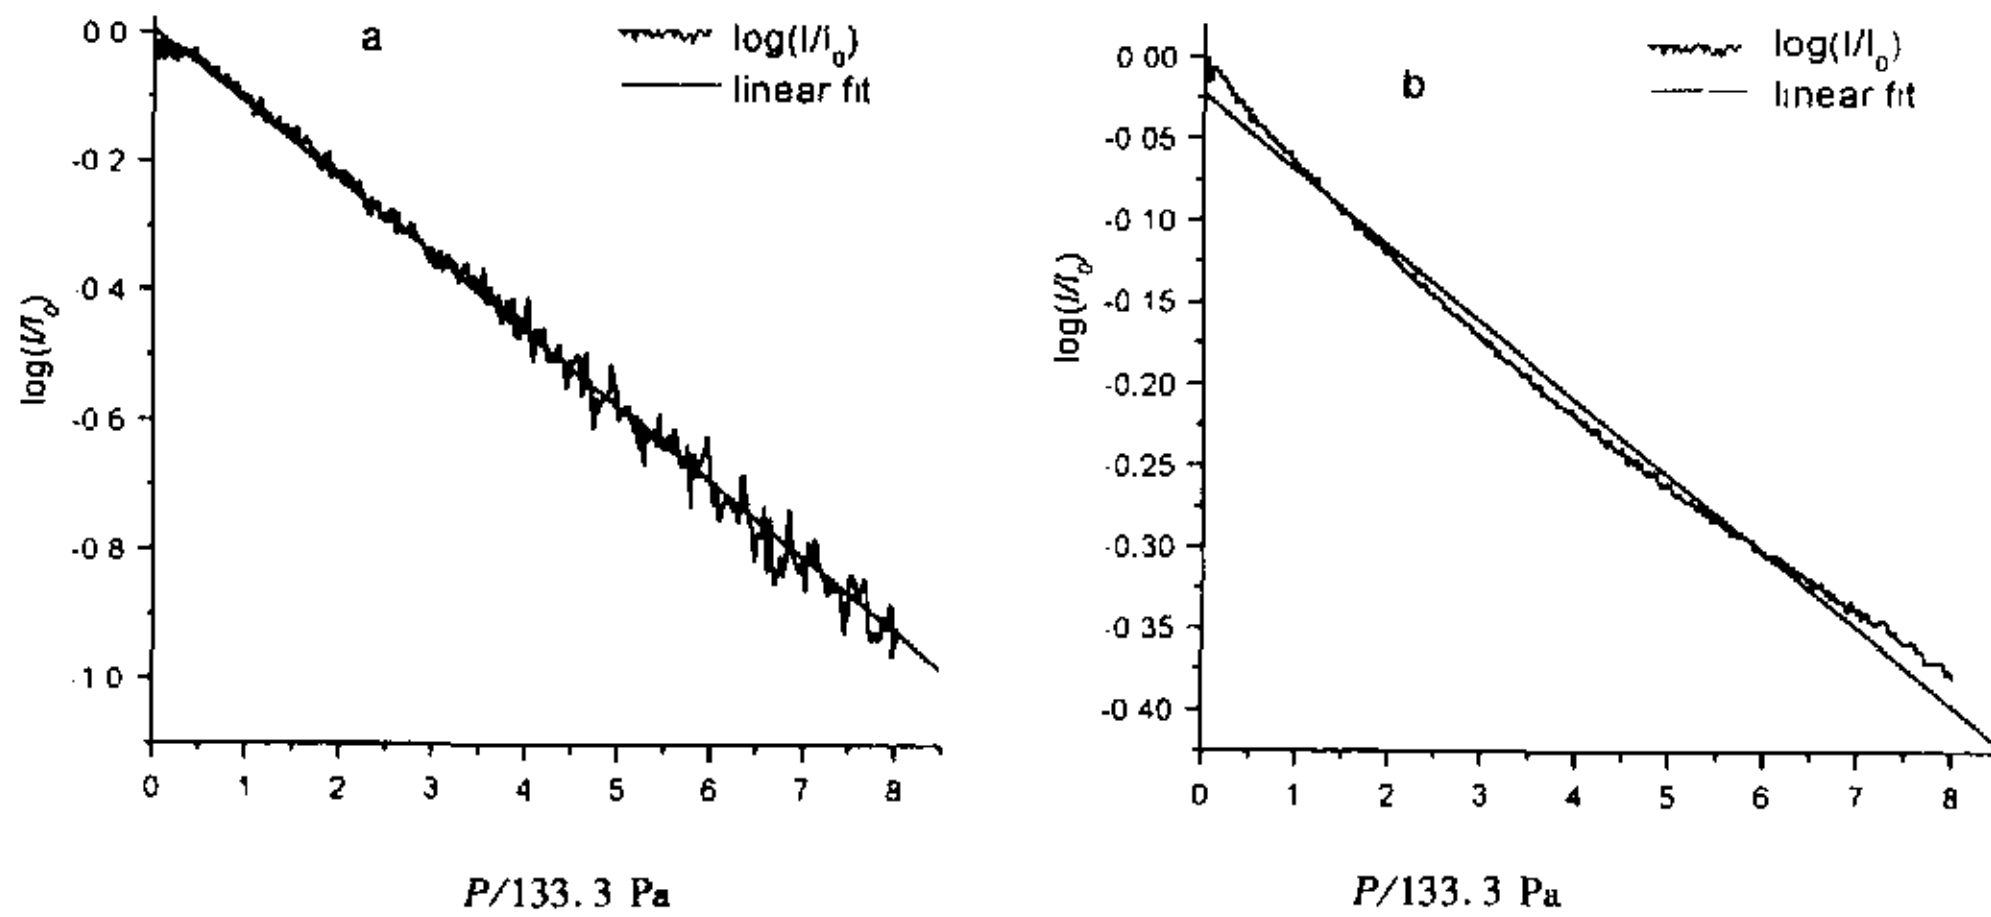 a
log(I/I₀)
linear fit
0 0
-0 2
-0 4
-0 6
-0 8
-1 0
log(I/I₀)
0 1 2 3 4 5 6 7 8
P/133. 3 Pa
b
log(I/I₀)
linear fit
0 00
-0 05
-0 10
-0 15
-0 20
-0 25
-0 30
-0 35
-0 40
log(I/I₀)
0 1 2 3 4 5 6 7 8
P/133. 3 Pa